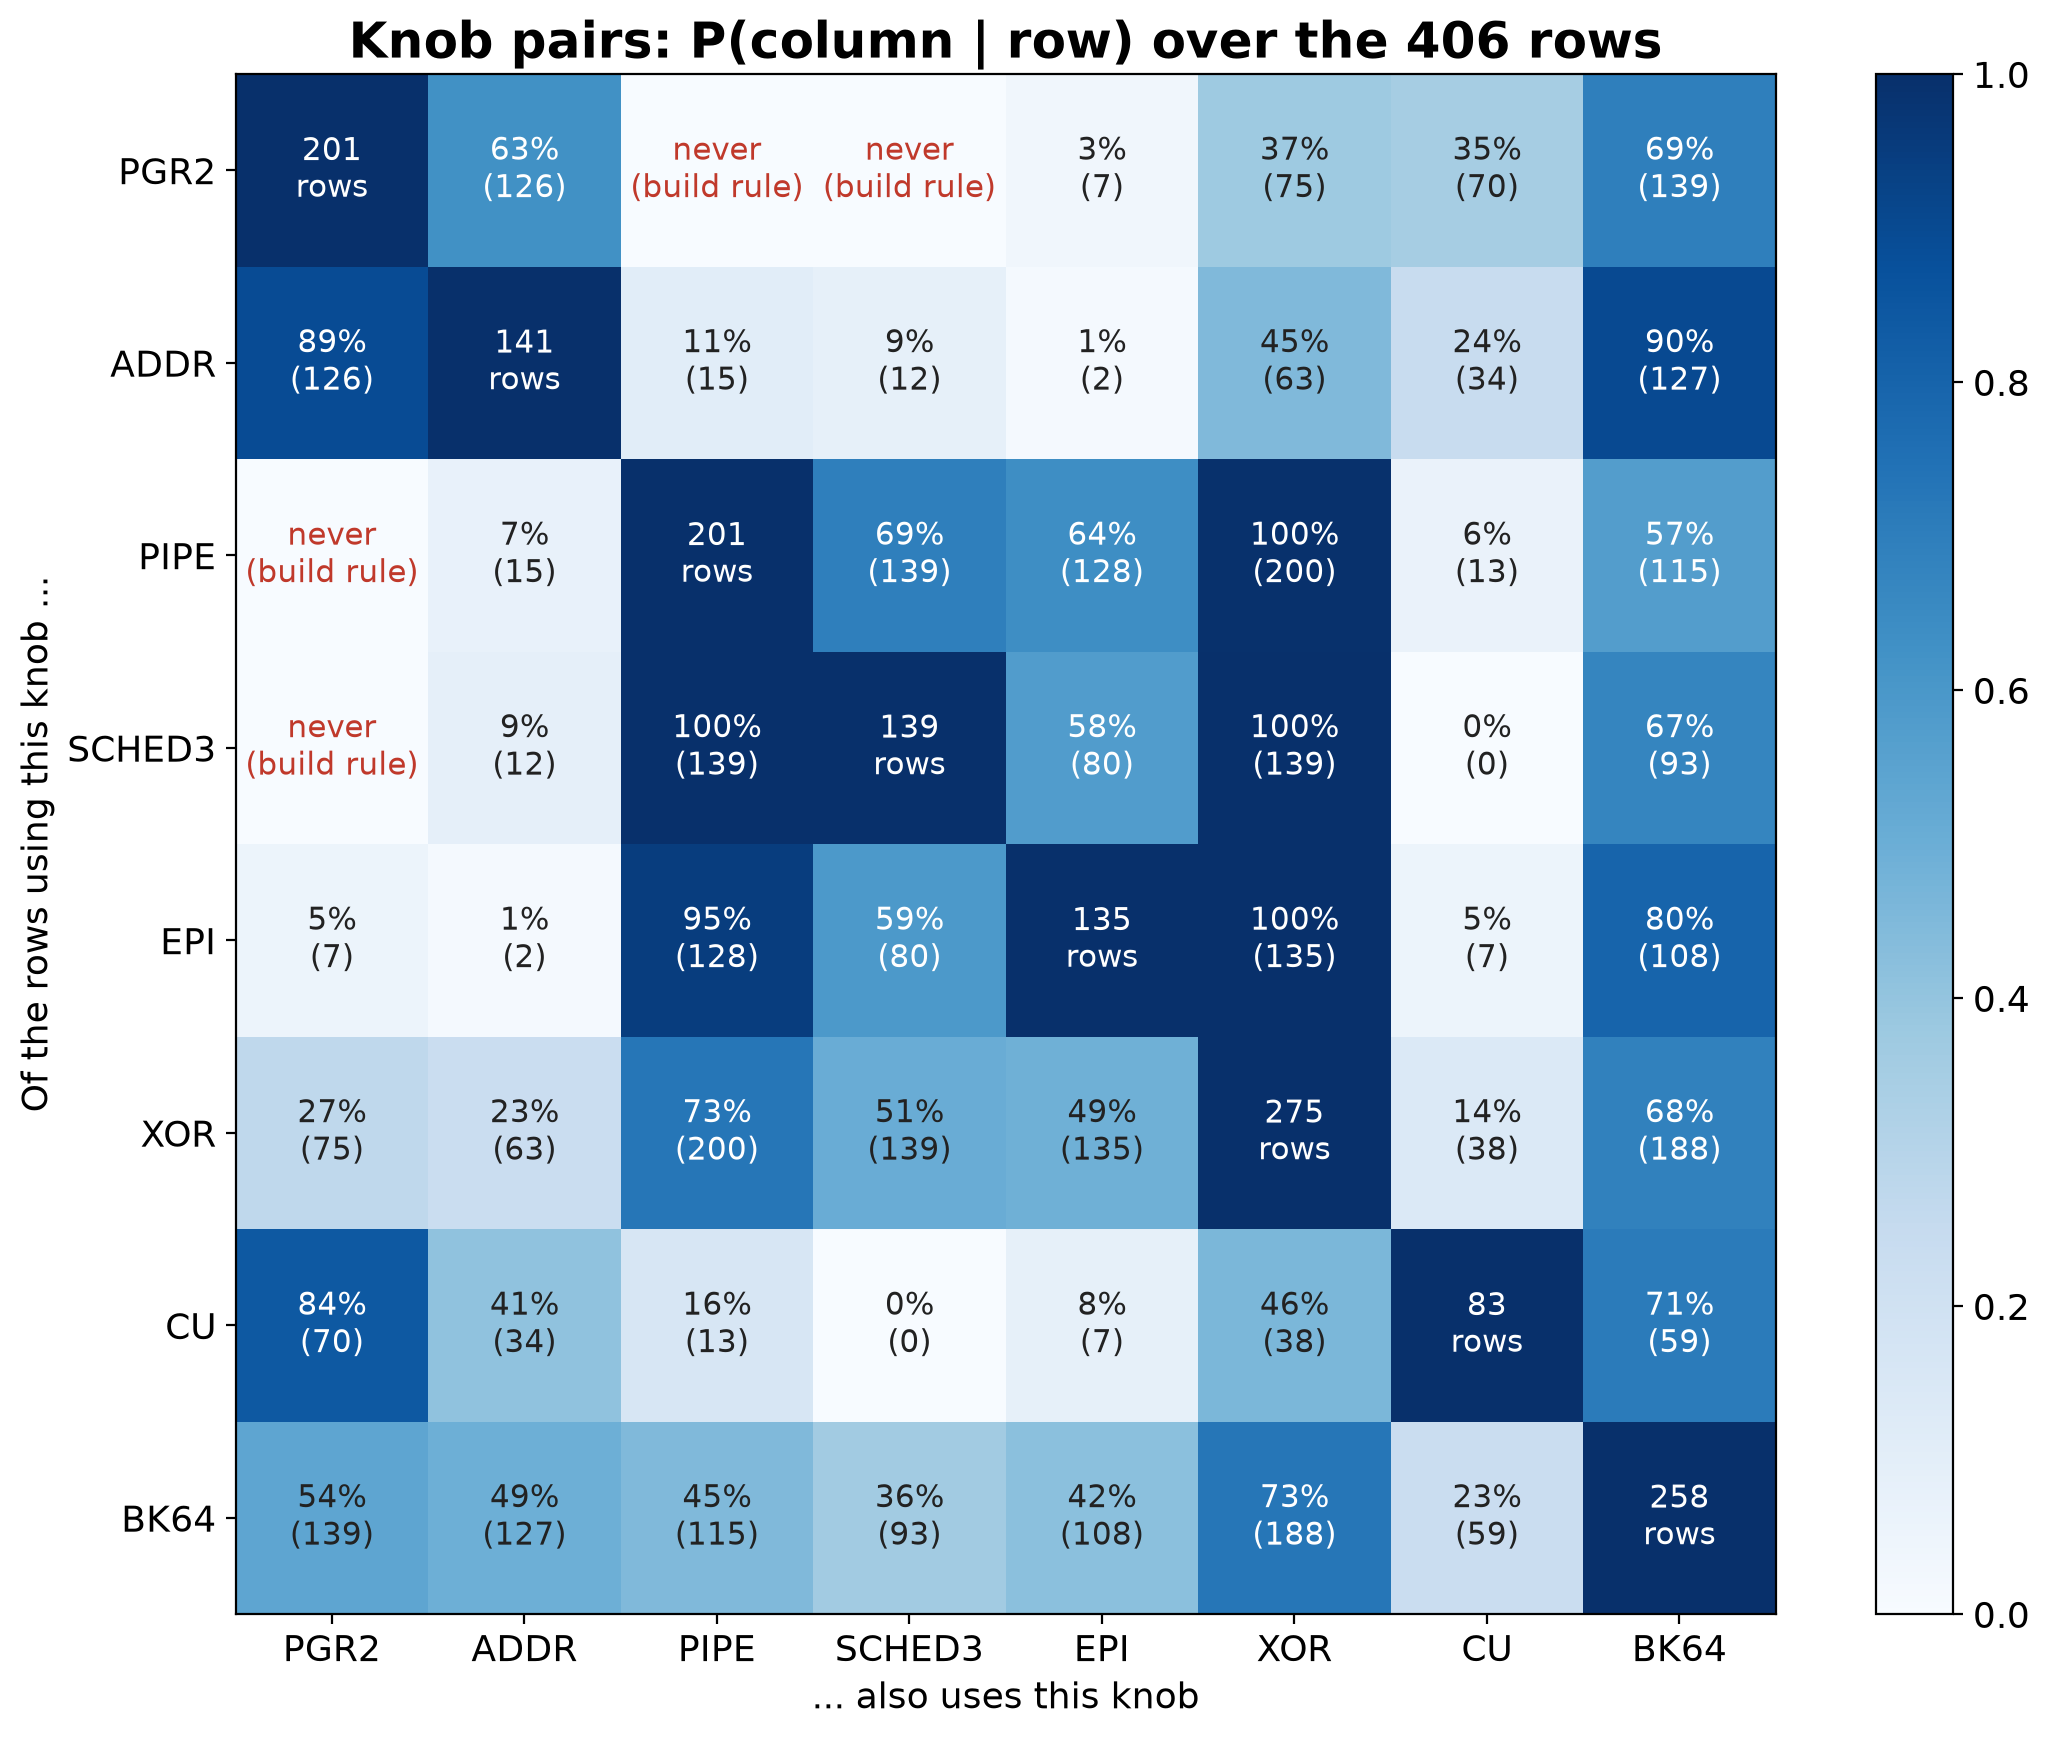 Knob pairs: P(column | row) over the 406 rows
Of the rows using this knob ...
PGR2
201 rows
63% (126)
never (build rule)
never (build rule)
3% (7)
37% (75)
35% (70)
69% (139)
ADDR
89% (126)
141 rows
11% (15)
9% (12)
1% (2)
45% (63)
24% (34)
90% (127)
PIPE
never (build rule)
7% (15)
201 rows
69% (139)
64% (128)
100% (200)
6% (13)
57% (115)
SCHED3
never (build rule)
9% (12)
100% (139)
139 rows
58% (80)
100% (139)
0% (0)
67% (93)
EPI
5% (7)
1% (2)
95% (128)
59% (80)
135 rows
100% (135)
5% (7)
80% (108)
XOR
27% (75)
23% (63)
73% (200)
51% (139)
49% (135)
275 rows
14% (38)
68% (188)
CU
84% (70)
41% (34)
16% (13)
0% (0)
8% (7)
46% (38)
83 rows
71% (59)
BK64
54% (139)
49% (127)
45% (115)
36% (93)
42% (108)
73% (188)
23% (59)
258 rows
PGR2 ADDR PIPE SCHED3 EPI XOR CU BK64
... also uses this knob
1.0
0.8
0.6
0.4
0.2
0.0